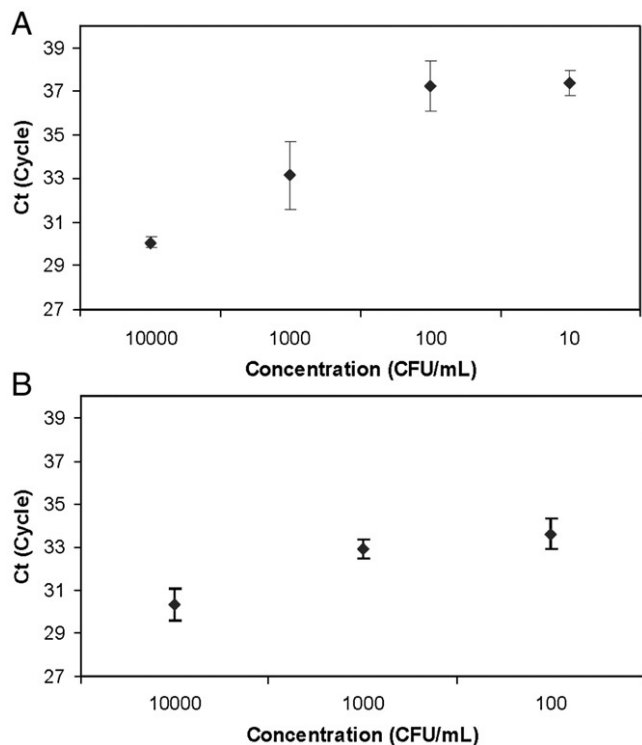 A
39
37
35
33
31
29
27
Ct (Cycle)
10000 1000 100 10
Concentration (CFU/mL)
B
39
37
35
33
31
29
27
Ct (Cycle)
10000 1000 100
Concentration (CFU/mL)